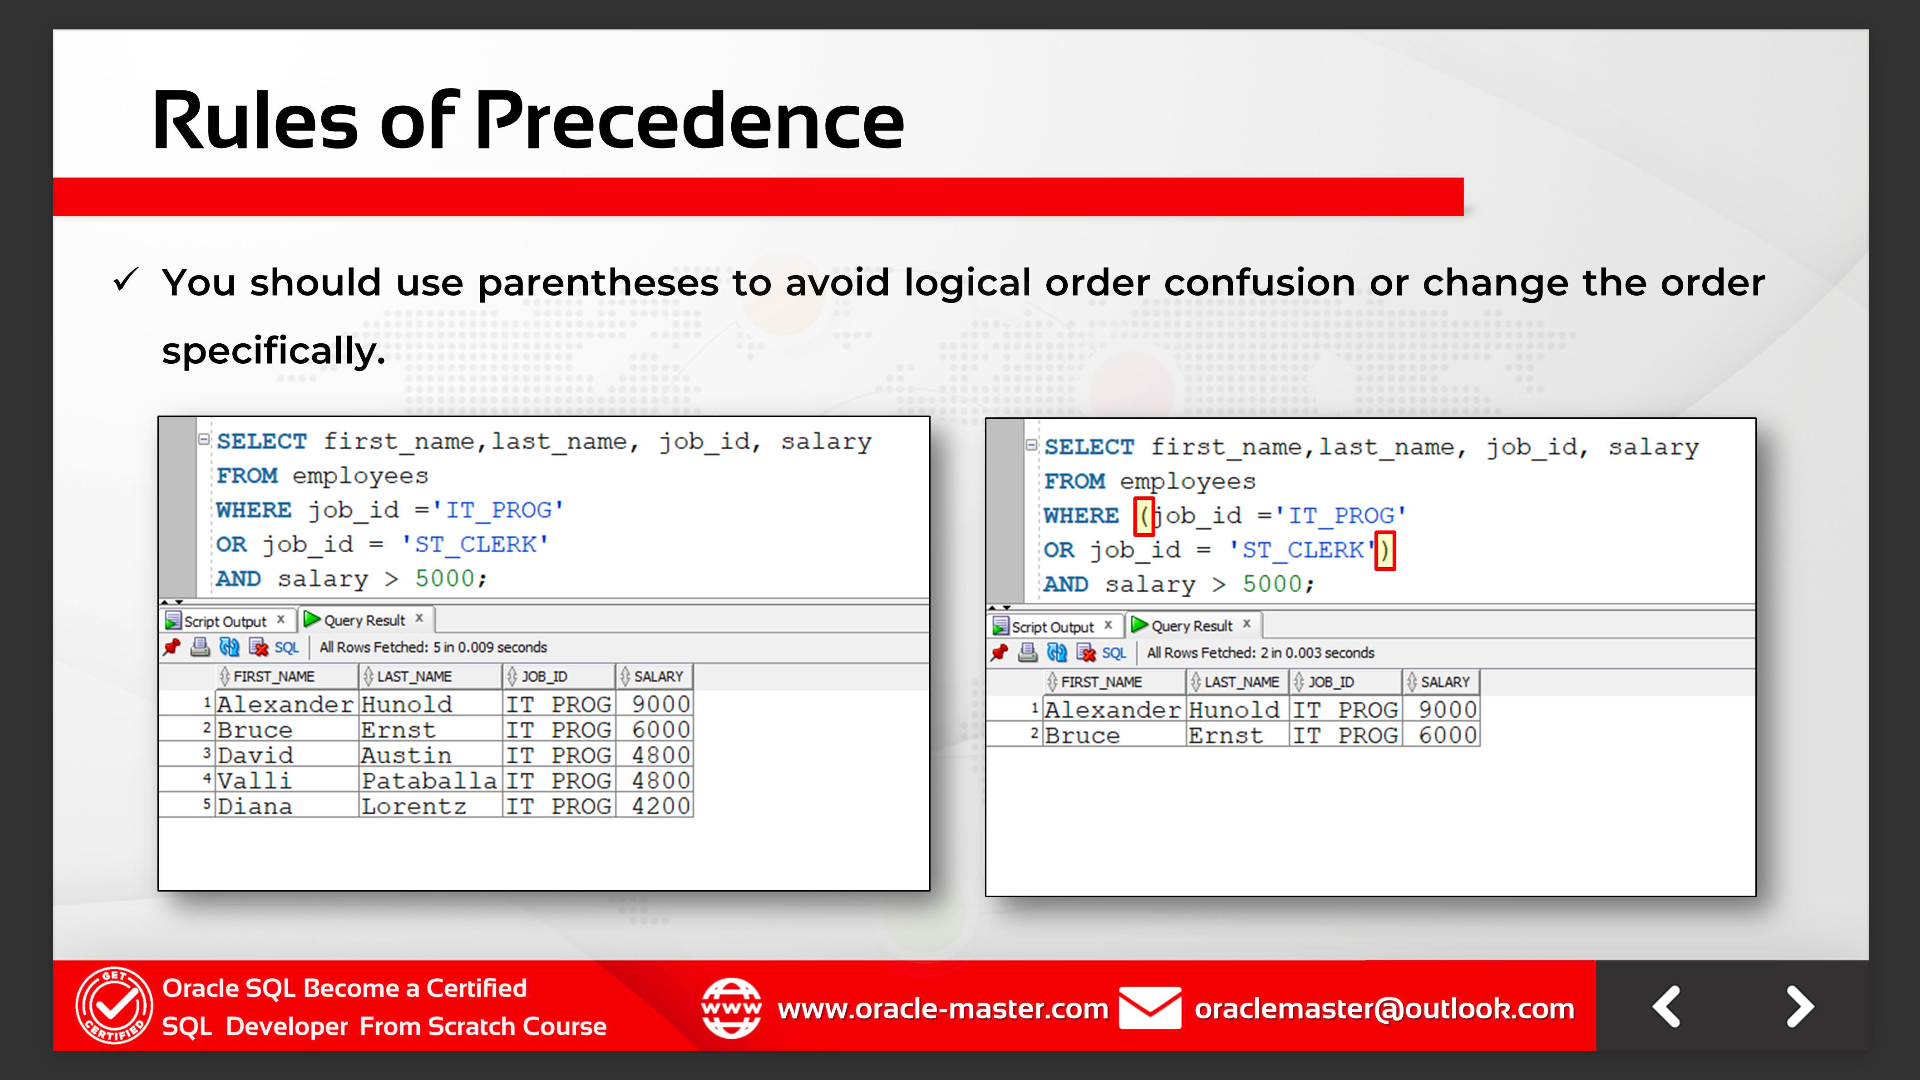 Rules of Precedence
✓ You should use parentheses to avoid logical order confusion or change the order
specifically.
SELECT first_name,last_name, job_id, salary
FROM employees
WHERE job_id ='IT_PROG'
OR job_id = 'ST_CLERK'
AND salary > 5000;
Script Output x Query Result x
SQL All Rows Fetched: 5 in 0.009 seconds
FIRST_NAME LAST_NAME JOB_ID SALARY
1 Alexander Hunold IT_PROG 9000
2 Bruce Ernst IT_PROG 6000
3 David Austin IT_PROG 4800
4 Valli Pataballa IT_PROG 4800
5 Diana Lorentz IT_PROG 4200
SELECT first_name,last_name, job_id, salary
FROM employees
WHERE (job_id ='IT_PROG'
OR job_id = 'ST_CLERK')
AND salary > 5000;
Script Output x Query Result x
SQL All Rows Fetched: 2 in 0.003 seconds
FIRST_NAME LAST_NAME JOB_ID SALARY
1 Alexander Hunold IT_PROG 9000
2 Bruce Ernst IT_PROG 6000
GET
CERTIFIED
Oracle SQL Become a Certified
SQL Developer From Scratch Course
www
www.oracle-master.com
oraclemaster@outlook.com